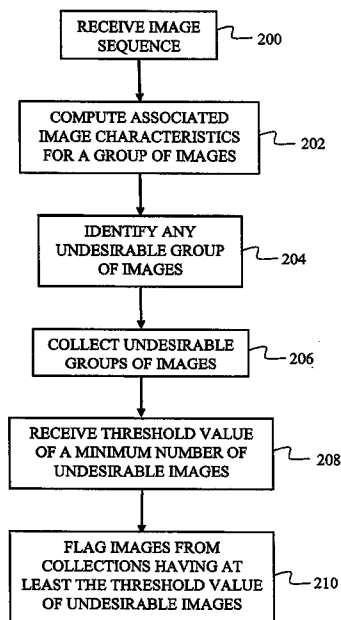 RECEIVE IMAGE
SEQUENCE
200
COMPUTE ASSOCIATED
IMAGE CHARACTERISTICS
FOR A GROUP OF IMAGES
202
IDENTIFY ANY
UNDESIRABLE GROUP
OF IMAGES
204
COLLECT UNDESIRABLE
GROUPS OF IMAGES
206
RECEIVE THRESHOLD VALUE
OF A MINIMUM NUMBER OF
UNDESIRABLE IMAGES
208
FLAG IMAGES FROM
COLLECTIONS HAVING AT
LEAST THE THRESHOLD VALUE
OF UNDESIRABLE IMAGES
210